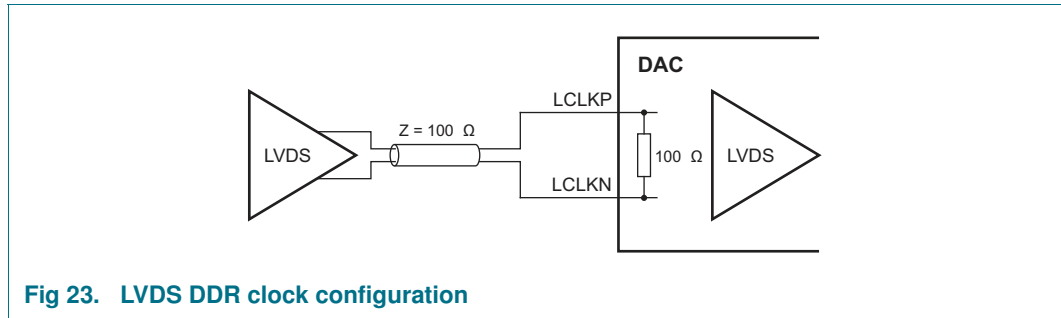 DAC
LCLKP
Z = 100 Ω
LVDS
100 Ω
LVDS
LCLKN
Fig 23. LVDS DDR clock configuration